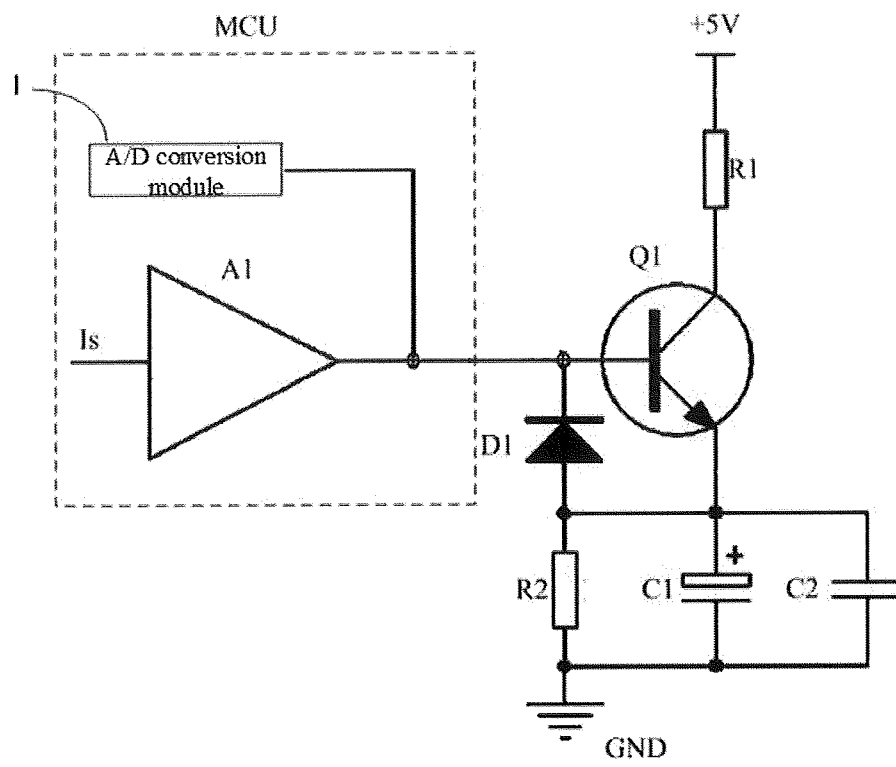 MCU
+5V
1
A/D conversion
module
R1
A1
Q1
Is
D1
+
R2
C1
C2
GND